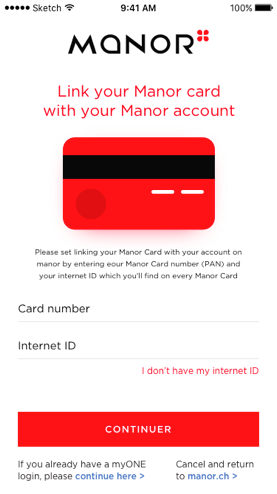 Sketch 9:41 AM 100%
MANOR
Link your Manor card
with your Manor account
Please set linking your Manor Card with your account on
manor by entering eour Manor Card number (PAN) and
your internet ID which you'll find on every Manor Card
Card number
Internet ID
I don't have my internet ID
CONTINUER
If you already have a myONE
login, please continue here >
Cancel and return
to manor.ch >